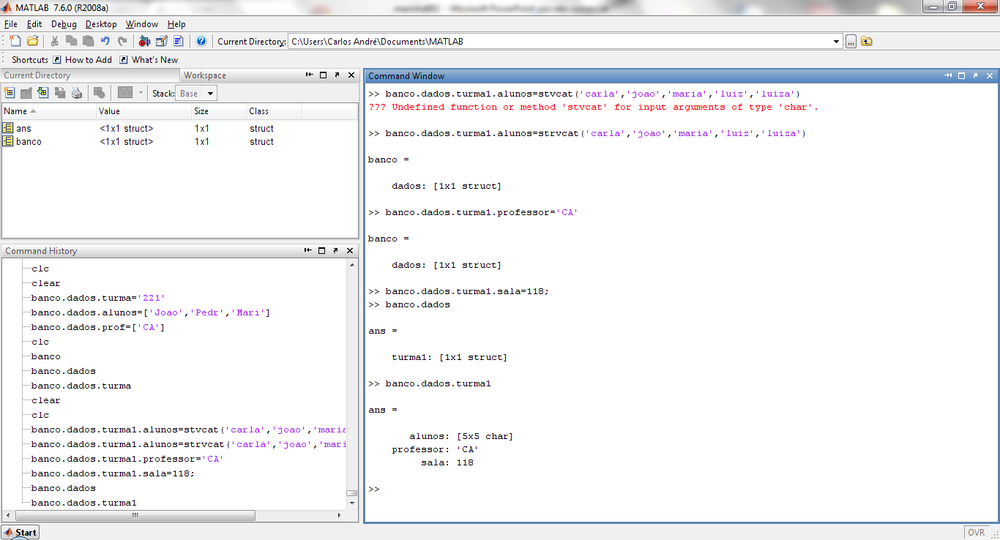 MATLAB 7.6.0 (R2008a)
File Edit Debug Desktop Window Help
Current Directory: C:\Users\Carlos André\Documents\MATLAB
...
Shortcuts How to Add What's New
Current Directory Workspace
Stack: Base
Name Value Size Class
ans <1x1 struct> 1x1 struct
banco <1x1 struct> 1x1 struct
Command History
clc
clear
banco.dados.turma='221'
banco.dados.alunos=['Joao','Pedr','Mari']
banco.dados.prof=['CA']
clc
banco
banco.dados
banco.dados.turma
clear
clc
banco.dados.turma1.alunos=stvcat('carla','joao','maria
banco.dados.turma1.alunos=strvcat('carla','joao','mari
banco.dados.turma1.professor='CA'
banco.dados.turma1.sala=118;
banco.dados
banco.dados.turma1
Command Window
>> banco.dados.turma1.alunos=stvcat('carla','joao','maria','luiz','luiza')
??? Undefined function or method 'stvcat' for input arguments of type 'char'.
>> banco.dados.turma1.alunos=strvcat('carla','joao','maria','luiz','luiza')
banco =
dados: [1x1 struct]
>> banco.dados.turma1.professor='CA'
banco =
dados: [1x1 struct]
>> banco.dados.turma1.sala=118;
>> banco.dados
ans =
turma1: [1x1 struct]
>> banco.dados.turma1
ans =
alunos: [5x5 char]
professor: 'CA'
sala: 118
>>
Start
OVR